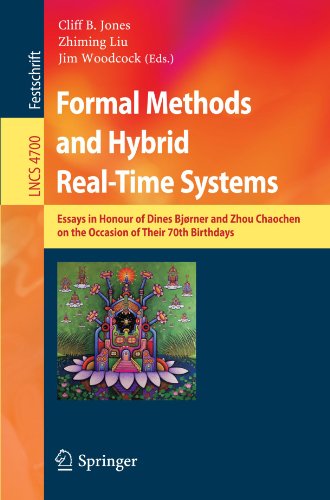 Cliff B. Jones
Zhiming Liu
Jim Woodcock (Eds.)
Festschrift
LNCS 4700
Formal Methods
and Hybrid
Real-Time Systems
Essays in Honour of Dines Bjørner and Zhou Chaochen
on the Occasion of Their 70th Birthdays
Springer